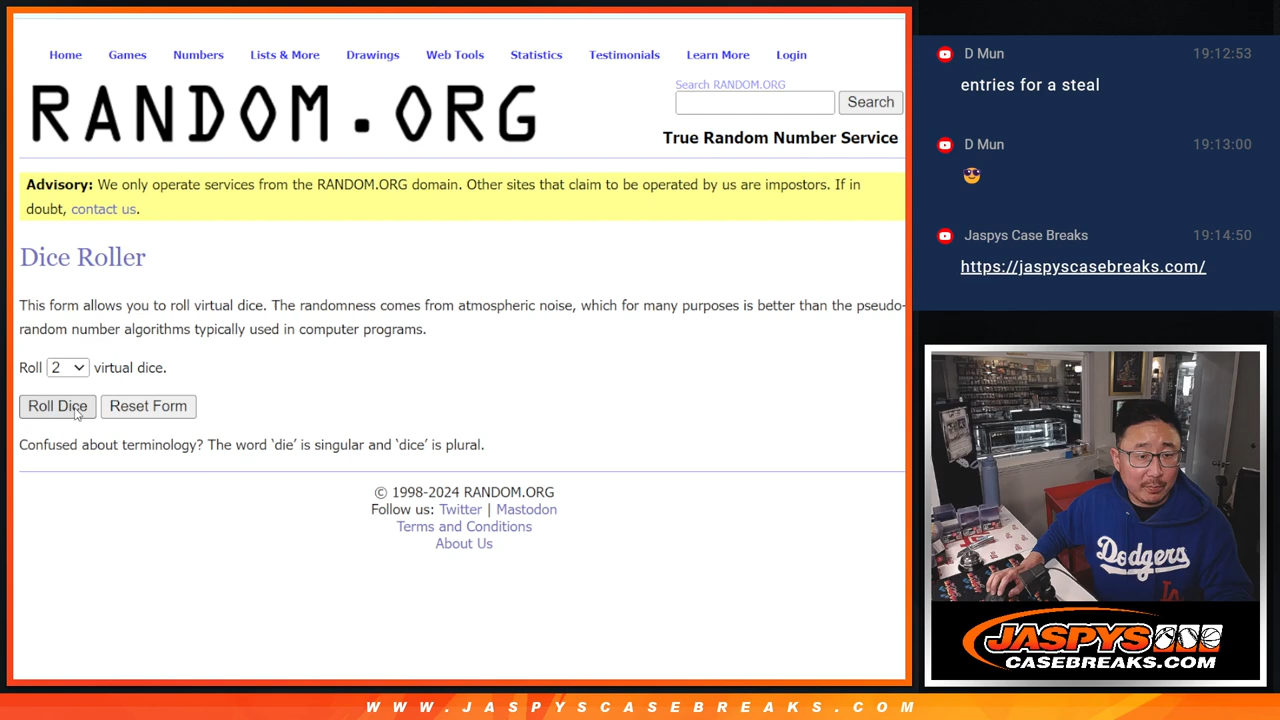 Home Games Numbers Lists & More Drawings Web Tools Statistics Testimonials Learn More Login
RANDOM.ORG
Search RANDOM.ORG
Search
True Random Number Service
Advisory: We only operate services from the RANDOM.ORG domain. Other sites that claim to be operated by us are impostors. If in
doubt, contact us.
Dice Roller
This form allows you to roll virtual dice. The randomness comes from atmospheric noise, which for many purposes is better than the pseudo-
random number algorithms typically used in computer programs.
Roll 2 virtual dice.
Roll Dice Reset Form
Confused about terminology? The word ‘die’ is singular and ‘dice’ is plural.
© 1998-2024 RANDOM.ORG
Follow us: Twitter | Mastodon
Terms and Conditions
About Us
D Mun 19:12:53
entries for a steal
D Mun 19:13:00
Jaspys Case Breaks 19:14:50
https://jaspyscasebreaks.com/
Dodgers
JASPYS
CASEBREAKS.COM
WWW.JASPYSCASEBREAKS.COM